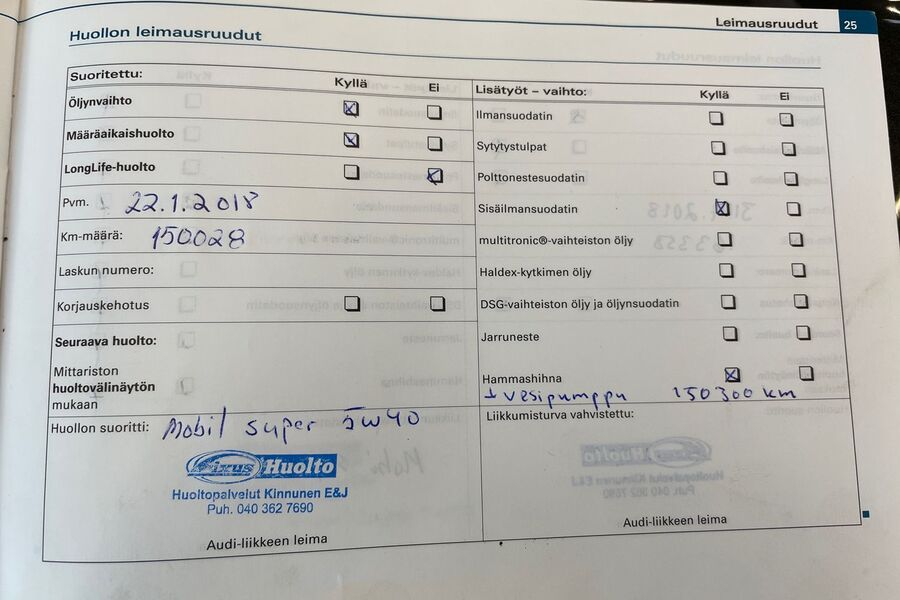 Leimausruudut 25
Huollon leimausruudut
Suoritettu: Kyllä Ei
Öljynvaihto
Määräaikaishuolto
LongLife-huolto
Pvm. 22.1.2018
Km-määrä: 150028
Laskun numero:
Korjauskehotus
Seuraava huolto:
Mittariston
huoltovälinäytön
mukaan
Huollon suoritti: Mobil super 5w40
Fixus Huolto
Huoltopalvelut Kinnunen E&J
Puh. 040 362 7690
Audi-liikkeen leima
Lisätyöt – vaihto: Kyllä Ei
Ilmansuodatin
Sytytystulpat
Polttonestesuodatin
Sisäilmansuodatin
multitronic®-vaihteiston öljy
Haldex-kytkimen öljy
DSG-vaihteiston öljy ja öljynsuodatin
Jarruneste
Hammashihna
+ vesipumppu 150300 km
Liikkumisturva vahvistettu:
Audi-liikkeen leima